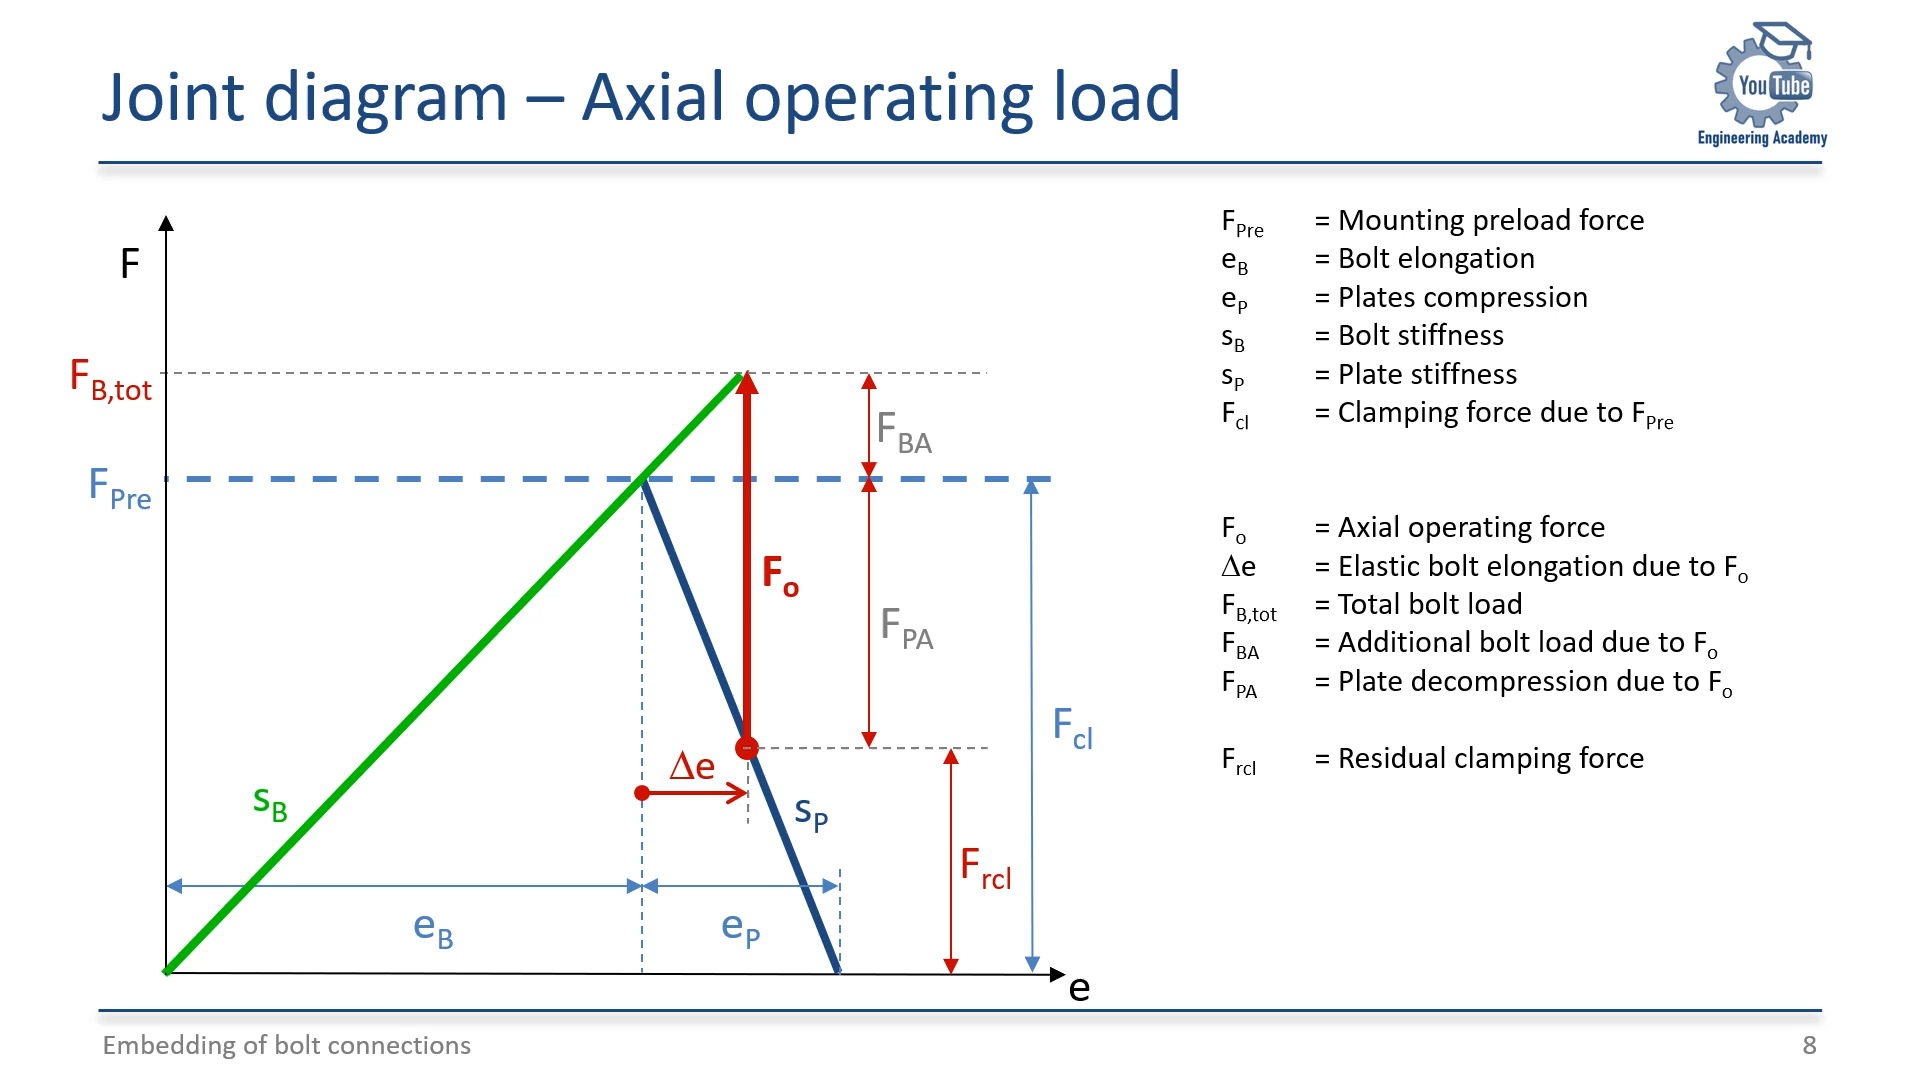 Joint diagram – Axial operating load
You Tube
Engineering Academy
F
F_B,tot
F_Pre
F_BA
F_o
F_PA
F_cl
Δe
s_B
s_P
F_rcl
e_B
e_P
e
F_Pre = Mounting preload force
e_B = Bolt elongation
e_P = Plates compression
s_B = Bolt stiffness
s_P = Plate stiffness
F_cl = Clamping force due to F_Pre
F_o = Axial operating force
Δe = Elastic bolt elongation due to F_o
F_B,tot = Total bolt load
F_BA = Additional bolt load due to F_o
F_PA = Plate decompression due to F_o
F_rcl = Residual clamping force
Embedding of bolt connections
8